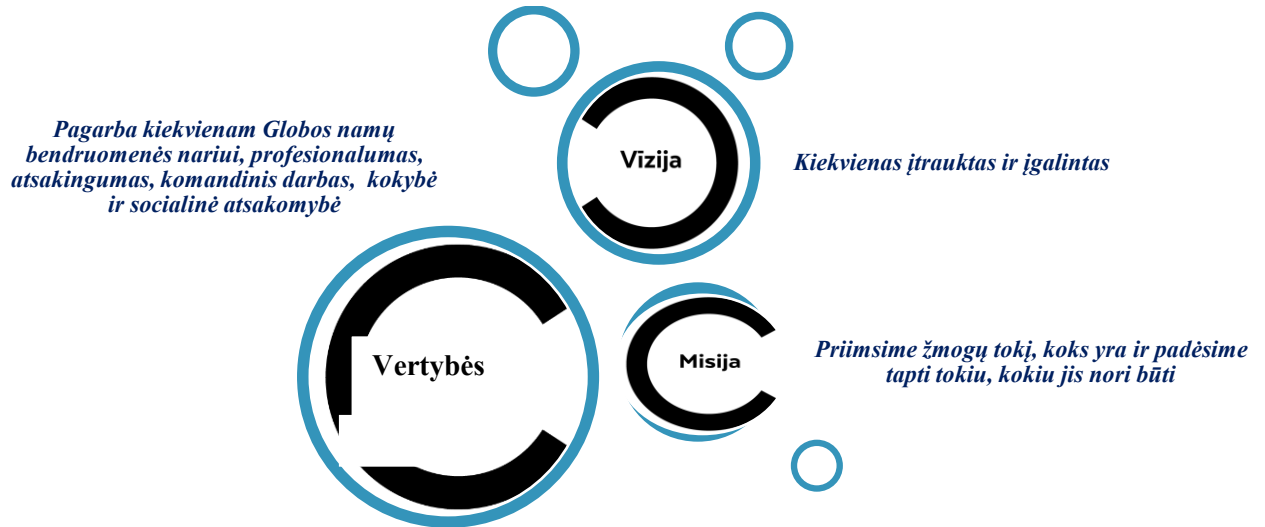 Pagarba kiekvienam Globos namų
bendruomenės nariui, profesionalumas,
atsakingumas, komandinis darbas, kokybė
ir socialinė atsakomybė
Vizija
Kiekvienas įtrauktas ir įgalintas
Vertybės
Misija
Priimsime žmogų tokį, koks yra ir padėsime
tapti tokiu, kokiu jis nori būti